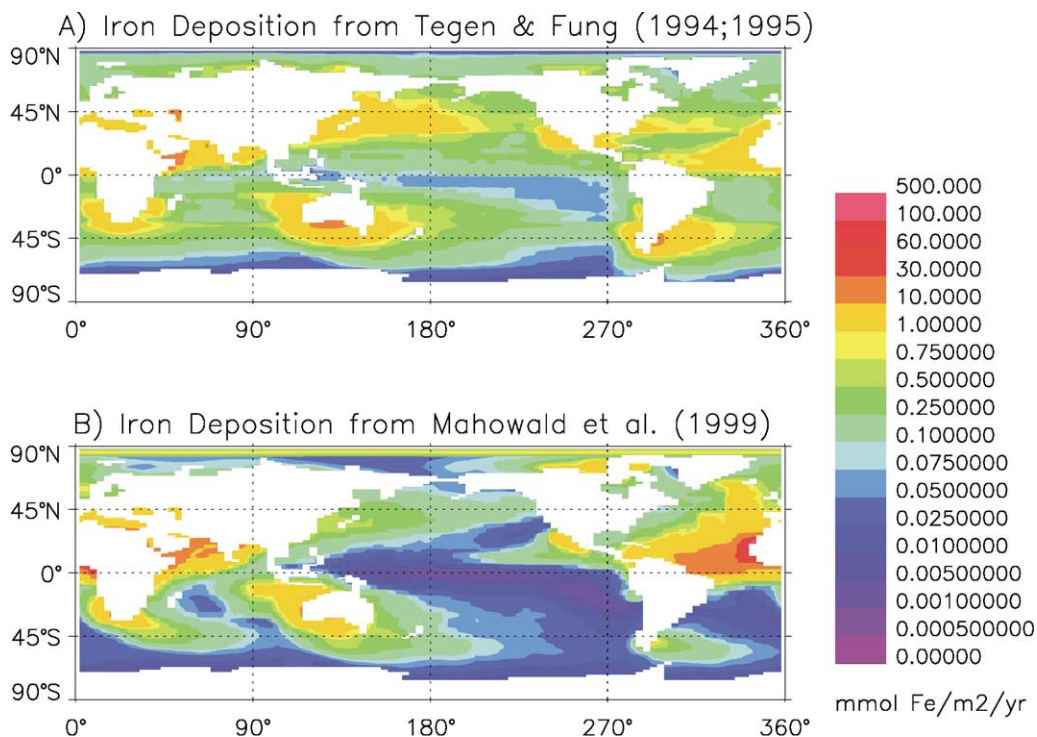 A) Iron Deposition from Tegen & Fung (1994;1995)
90°N
45°N
0°
45°S
90°S
0° 90° 180° 270° 360°
B) Iron Deposition from Mahowald et al. (1999)
90°N
45°N
0°
45°S
90°S
0° 90° 180° 270° 360°
500.000
100.000
60.0000
30.0000
10.0000
1.00000
0.750000
0.500000
0.250000
0.100000
0.0750000
0.0500000
0.0250000
0.0100000
0.00500000
0.00100000
0.000500000
0.00000
mmol Fe/m2/yr